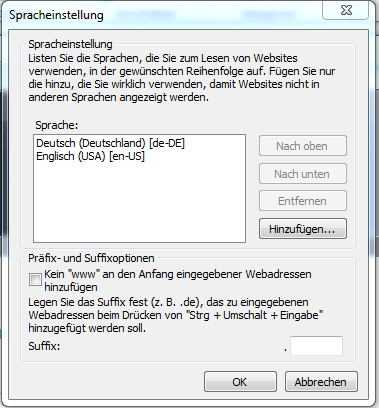 Spracheinstellung
Spracheinstellung
Listen Sie die Sprachen, die Sie zum Lesen von Websites
verwenden, in der gewünschten Reihenfolge auf. Fügen Sie nur
die hinzu, die Sie wirklich verwenden, damit Websites nicht in
anderen Sprachen angezeigt werden.
Sprache:
Deutsch (Deutschland) [de-DE]
Englisch (USA) [en-US]
Nach oben
Nach unten
Entfernen
Hinzufügen...
Präfix- und Suffixoptionen
Kein "www" an den Anfang eingegebener Webadressen
hinzufügen
Legen Sie das Suffix fest (z. B. .de), das zu eingegebenen
Webadressen beim Drücken von "Strg + Umschalt + Eingabe"
hinzugefügt werden soll.
Suffix: .
OK Abbrechen